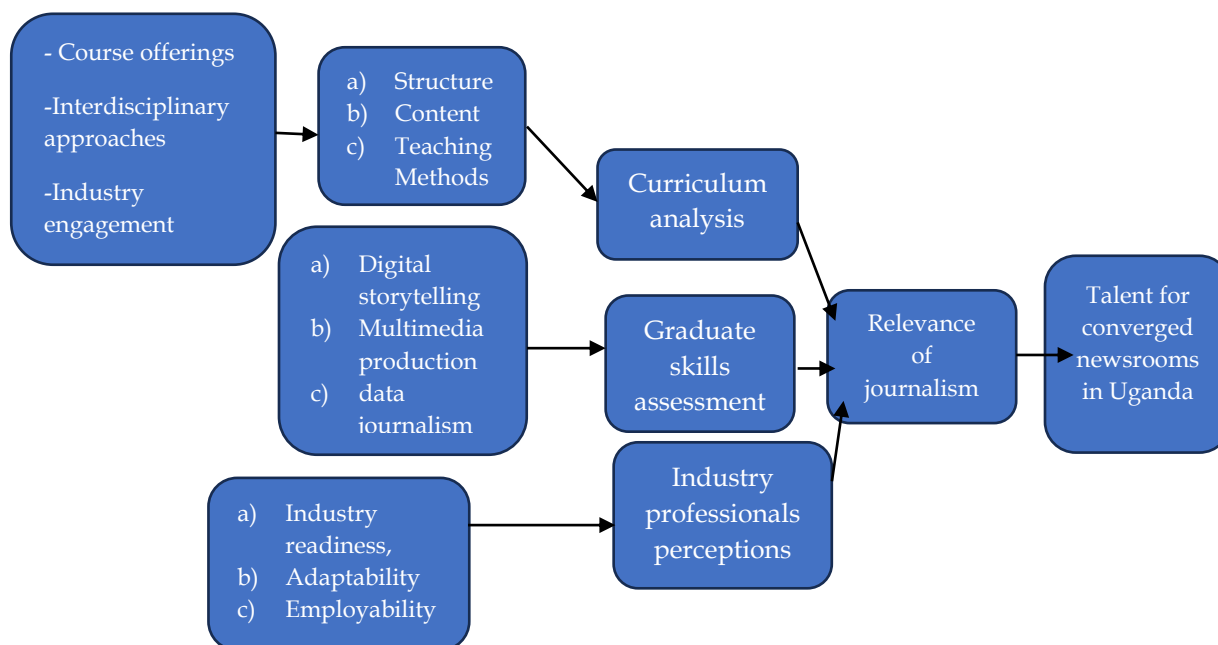 - Course offerings
-Interdisciplinary
approaches
-Industry
engagement
a) Structure
b) Content
c) Teaching
Methods
Curriculum
analysis
a) Digital
storytelling
b) Multimedia
production
c) data
journalism
Graduate
skills
assessment
a) Industry
readiness,
b) Adaptability
c) Employability
Industry
professionals
perceptions
Relevance
of
journalism
Talent for
converged
newsrooms
in Uganda